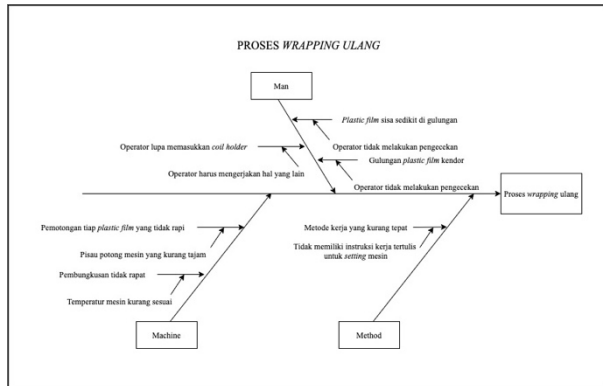 PROSES WRAPPING ULANG
Man
Plastic film sisa sedikit di gulungan
Operator tidak melakukan pengecekan
Operator lupa memasukkan coil holder
Gulungan plastic film kendor
Operator harus mengerjakan hal yang lain
Operator tidak melakukan pengecekan
Proses wrapping ulang
Pemotongan tiap plastic film yang tidak rapi
Pisau potong mesin yang kurang tajam
Pembungkusan tidak rapat
Temperatur mesin kurang sesuai
Machine
Metode kerja yang kurang tepat
Tidak memiliki instruksi kerja tertulis
untuk setting mesin
Method